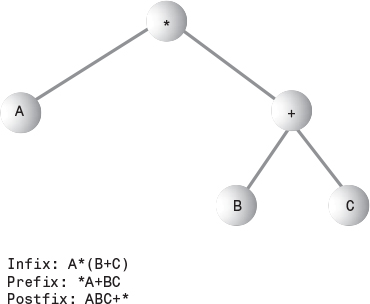 *
A
+
B
C
Infix: A*(B+C)
Prefix: *A+BC
Postfix: ABC+*